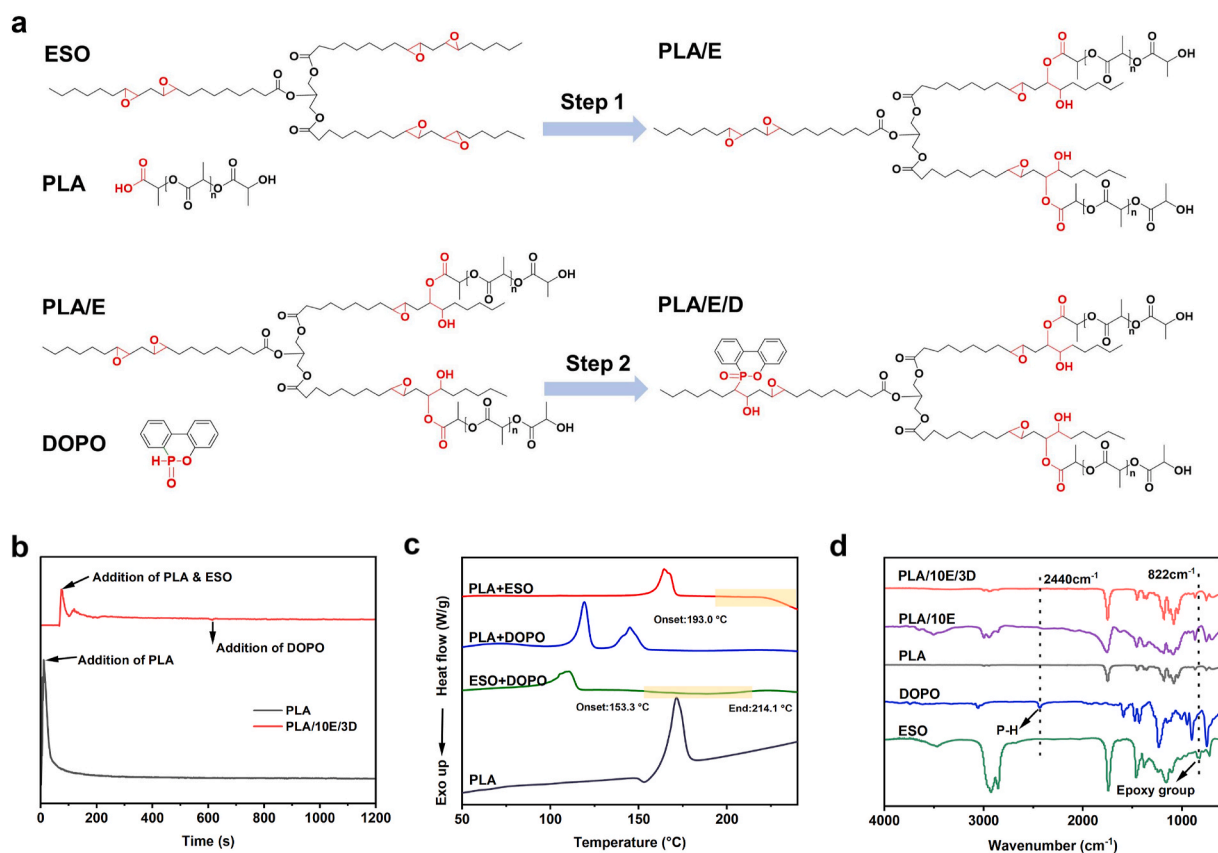 a
ESO
PLA
Step 1
PLA/E
PLA/E
DOPO
Step 2
PLA/E/D
b
Addition of PLA & ESO
Addition of DOPO
Addition of PLA
PLA
PLA/10E/3D
0 200 400 600 800 1000 1200
Time (s)
c
Heat flow (W/g)
Exo up
PLA+ESO
Onset:193.0 °C
PLA+DOPO
ESO+DOPO
Onset:153.3 °C
End:214.1 °C
PLA
50 100 150 200
Temperature (°C)
d
2440cm-1
822cm-1
PLA/10E/3D
PLA/10E
PLA
DOPO
P-H
ESO
Epoxy group
4000 3000 2000 1000
Wavenumber (cm-1)